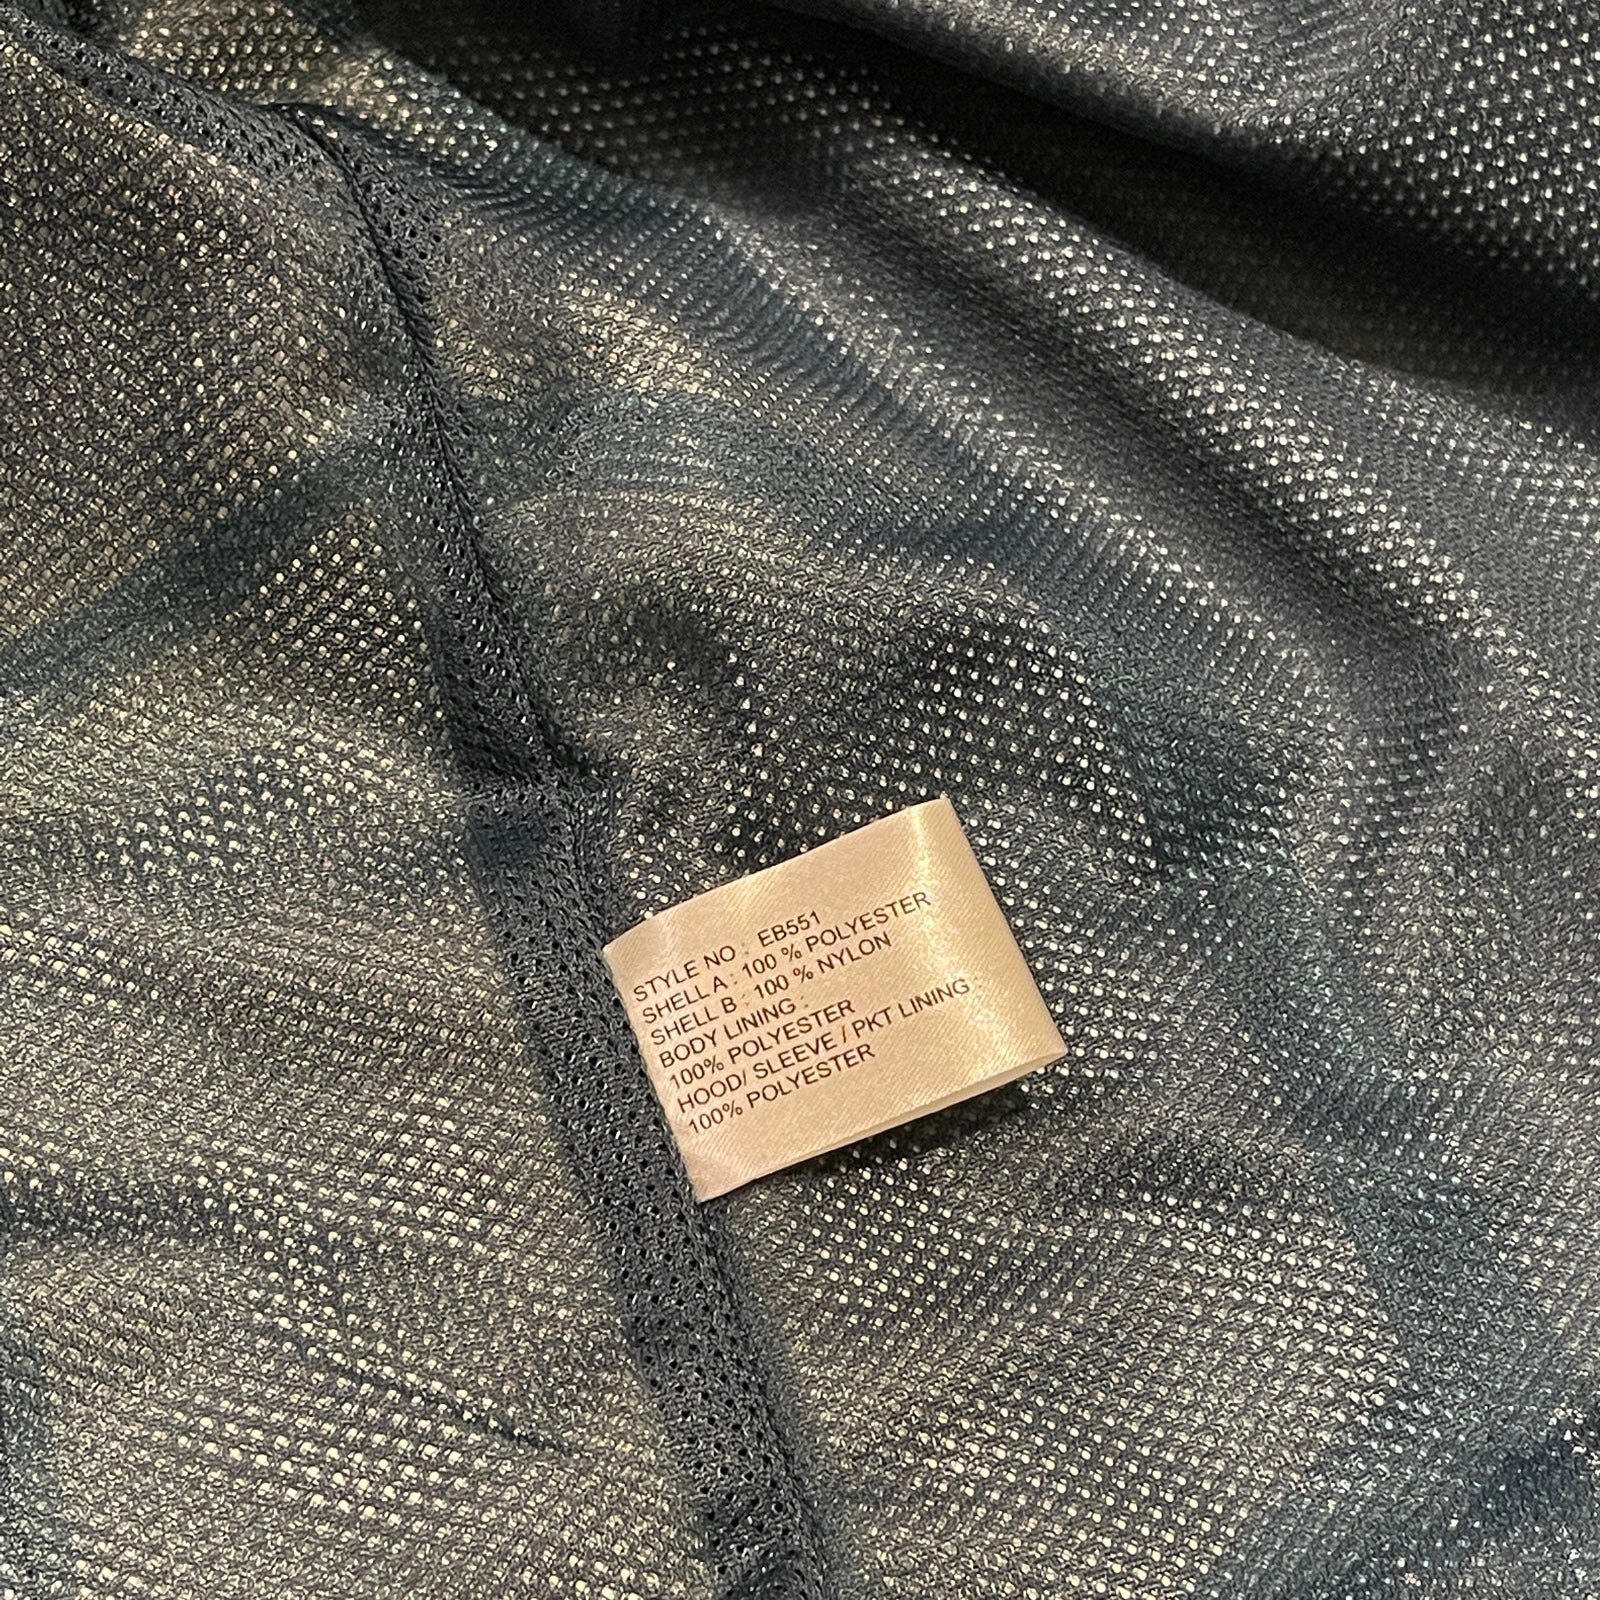 STYLE NO : EB551
SHELL A : 100 % POLYESTER
SHELL B : 100 % NYLON
BODY LINING :
100% POLYESTER
HOOD/ SLEEVE / PKT LINING :
100% POLYESTER